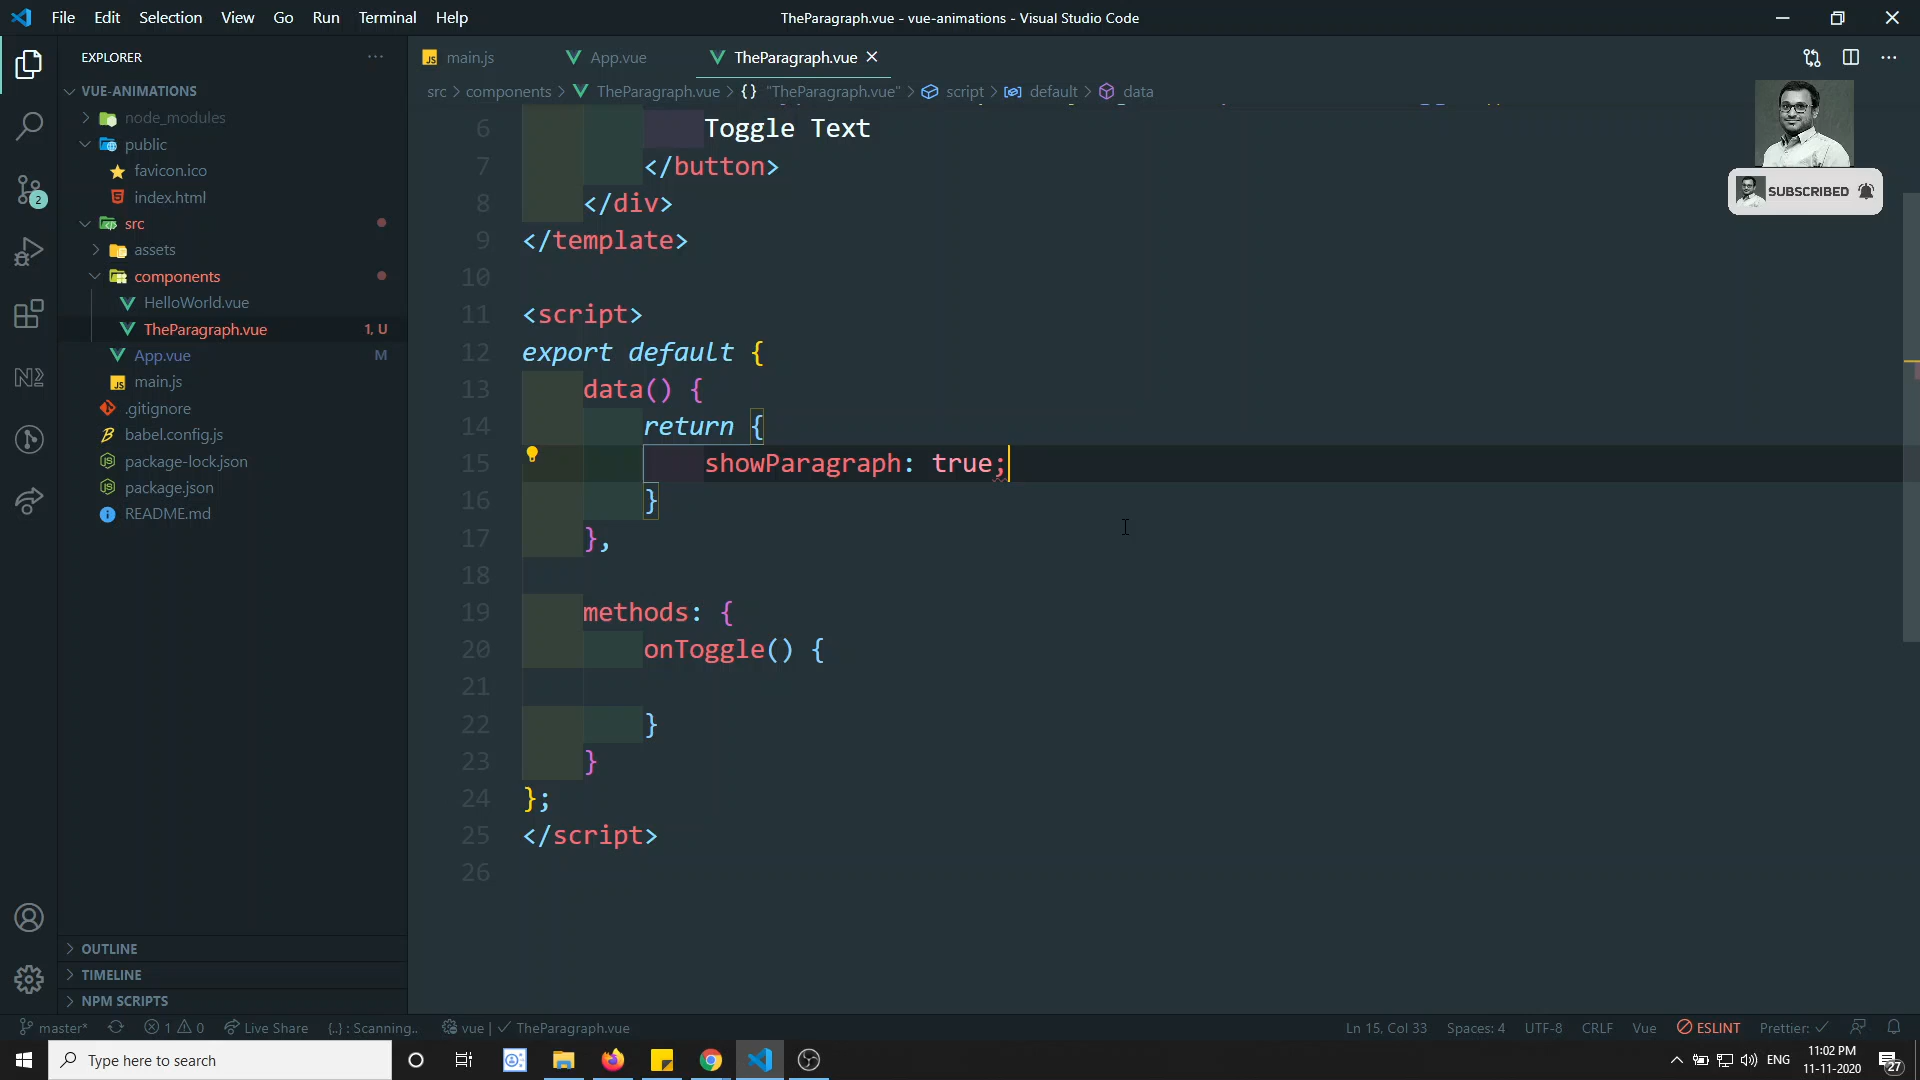 File Edit Selection View Go Run Terminal Help
TheParagraph.vue - vue-animations - Visual Studio Code
EXPLORER
VUE-ANIMATIONS
node_modules
public
favicon.ico
index.html
src
assets
components
HelloWorld.vue
TheParagraph.vue 1, U
App.vue M
JS main.js
.gitignore
babel.config.js
package-lock.json
package.json
README.md
OUTLINE
TIMELINE
NPM SCRIPTS
2
JS main.js App.vue TheParagraph.vue
src > components > TheParagraph.vue > {} "TheParagraph.vue" > script > default > data
SUBSCRIBED
6 Toggle Text
7 </button>
8 </div>
9 </template>
10
11 <script>
12 export default {
13 data() {
14 return {
15 showParagraph: true;
16 }
17 },
18
19 methods: {
20 onToggle() {
21
22 }
23 }
24 };
25 </script>
26
master* 1 0 Live Share {..} : Scanning.. vue | TheParagraph.vue Ln 15, Col 33 Spaces: 4 UTF-8 CRLF Vue ESLINT Prettier: ✓
Type here to search
ENG
11:02 PM
11-11-2020
27